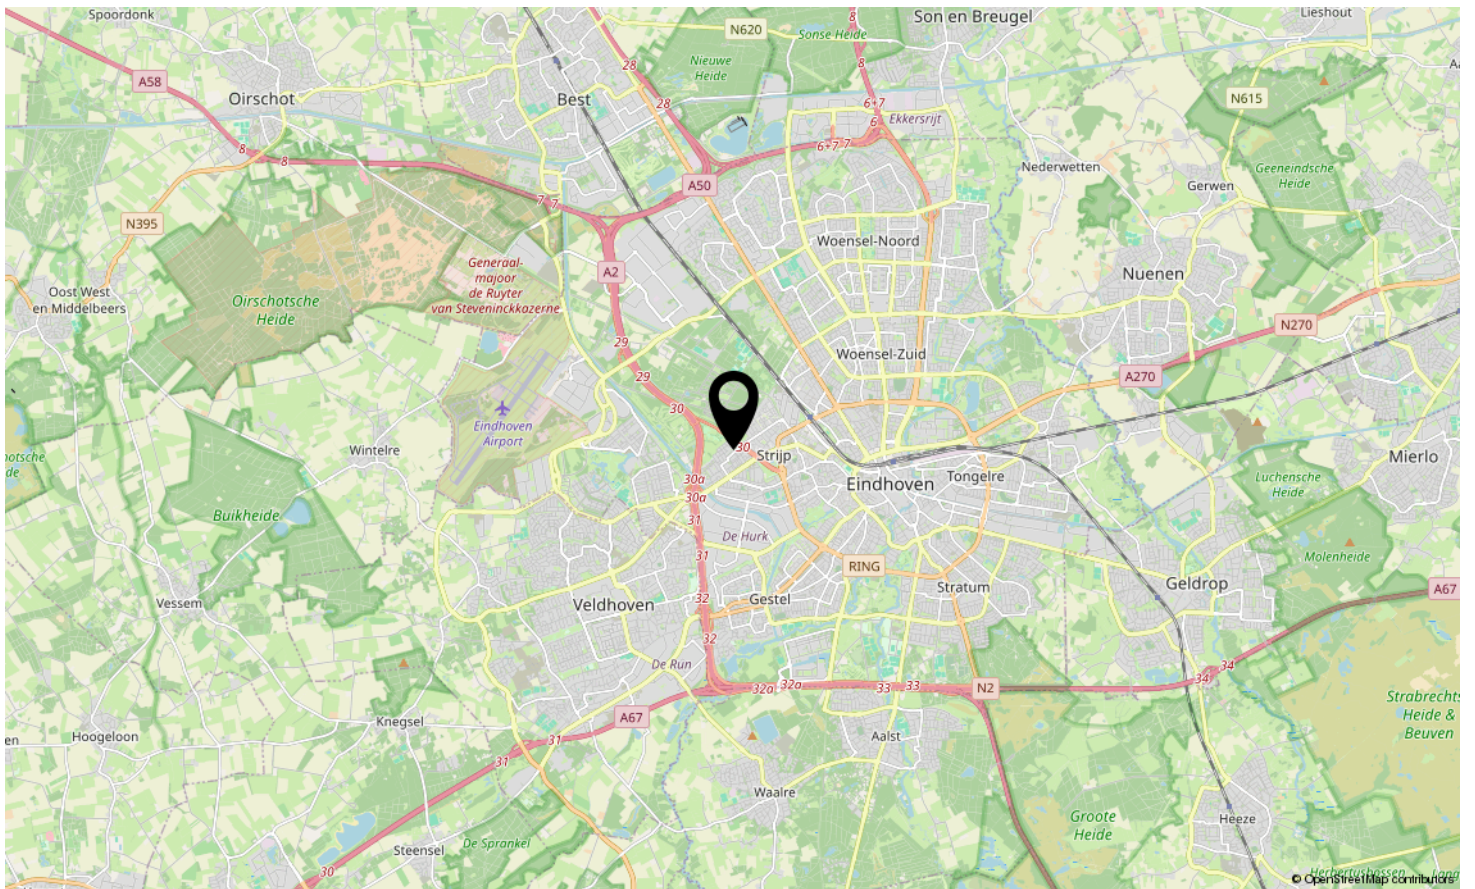 Spoordonk
8
Son en Breugel
Lieshout
N620
Sonse Heide
28
Nieuwe
Heide
8
A58
Oirschot
Best
28
6+7
N615
6
Ekkersrijt
8
8
6+7
7
Nederwetten
Geeneindsche
Heide
A50
Gerwen
7
7
N395
Woensel-Noord
Generaal-
majoor
de Ruyter
van Steveninckkazerne
A2
Nuenen
Oost West
en Middelbeers
Oirschotsche
Heide
N270
29
Woensel-Zuid
29
A270
30
Eindhoven
Airport
30
Wintelre
Strijp
Mierlo
otsche
de
30a
Eindhoven
Tongelre
Luchensche
Heide
30a
Buikheide
31
De Hurk
31
Molenheide
RING
Geldrop
Stratum
A67
Vessem
Veldhoven
32
Gestel
32
De Run
34
34
32a
32a
33
33
N2
Strabrechts
Heide &
Beuven
Knegsel
A67
Hoogeloon
en
31
Aalst
31
Waalre
Groote
Heide
Heeze
Steensel
De Sprankel
30
Herbertusbossen
© OpenStreetMap contributors